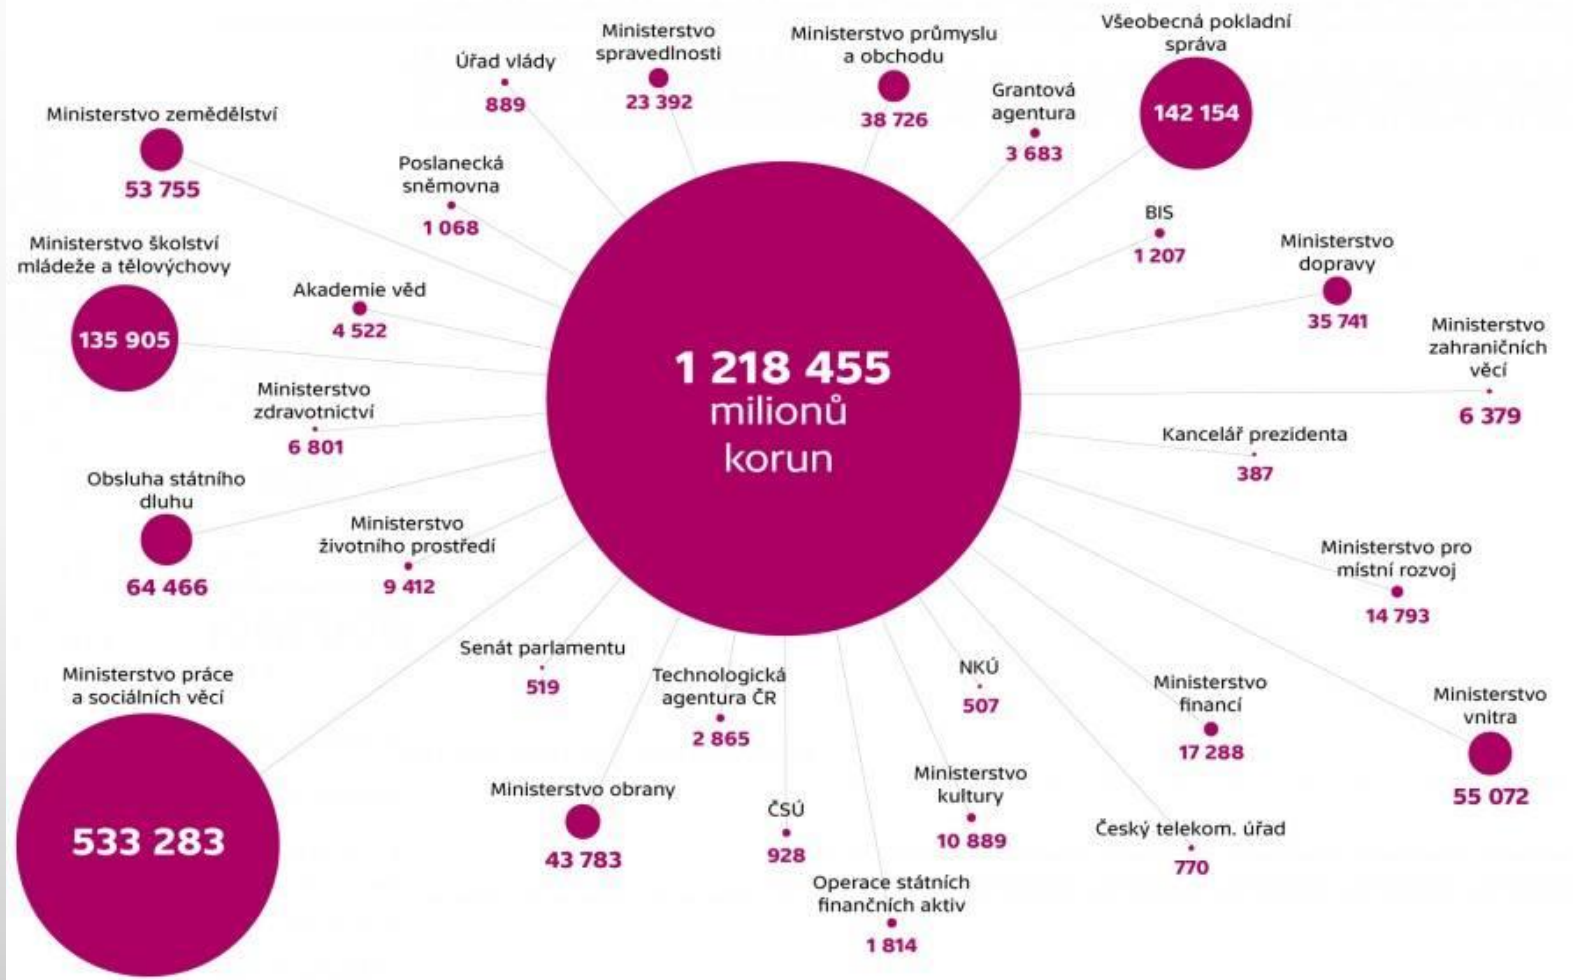 Ministerstvo
spravedlnosti
23 392
Ministerstvo průmyslu
a obchodu
38 726
Všeobecná pokladní
správa
142 154
Úřad vlády
889
Grantová
agentura
3 683
Ministerstvo zemědělství
53 755
Poslanecká
sněmovna
1 068
BIS
1 207
Ministerstvo
dopravy
35 741
Ministerstvo školství
mládeže a tělovýchovy
135 905
Akademie věd
4 522
Ministerstvo
zahraničních
věcí
6 379
1 218 455
milionů
korun
Ministerstvo
zdravotnictví
6 801
Kancelář prezidenta
387
Obsluha státního
dluhu
64 466
Ministerstvo
životního prostředí
9 412
Ministerstvo pro
místní rozvoj
14 793
Senát parlamentu
519
Ministerstvo práce
a sociálních věcí
533 283
Technologická
agentura ČR
2 865
NKÚ
507
Ministerstvo
financí
17 288
Ministerstvo
vnitra
55 072
Ministerstvo obrany
43 783
ČSÚ
928
Ministerstvo
kultury
10 889
Český telekom. úřad
770
Operace státních
finančních aktiv
1 814